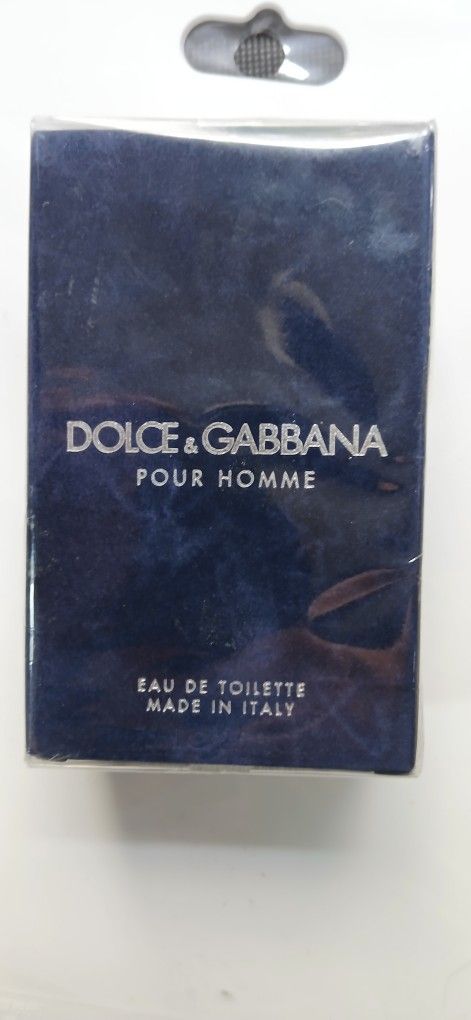 DOLCE & GABBANA
POUR HOMME
EAU DE TOILETTE
MADE IN ITALY